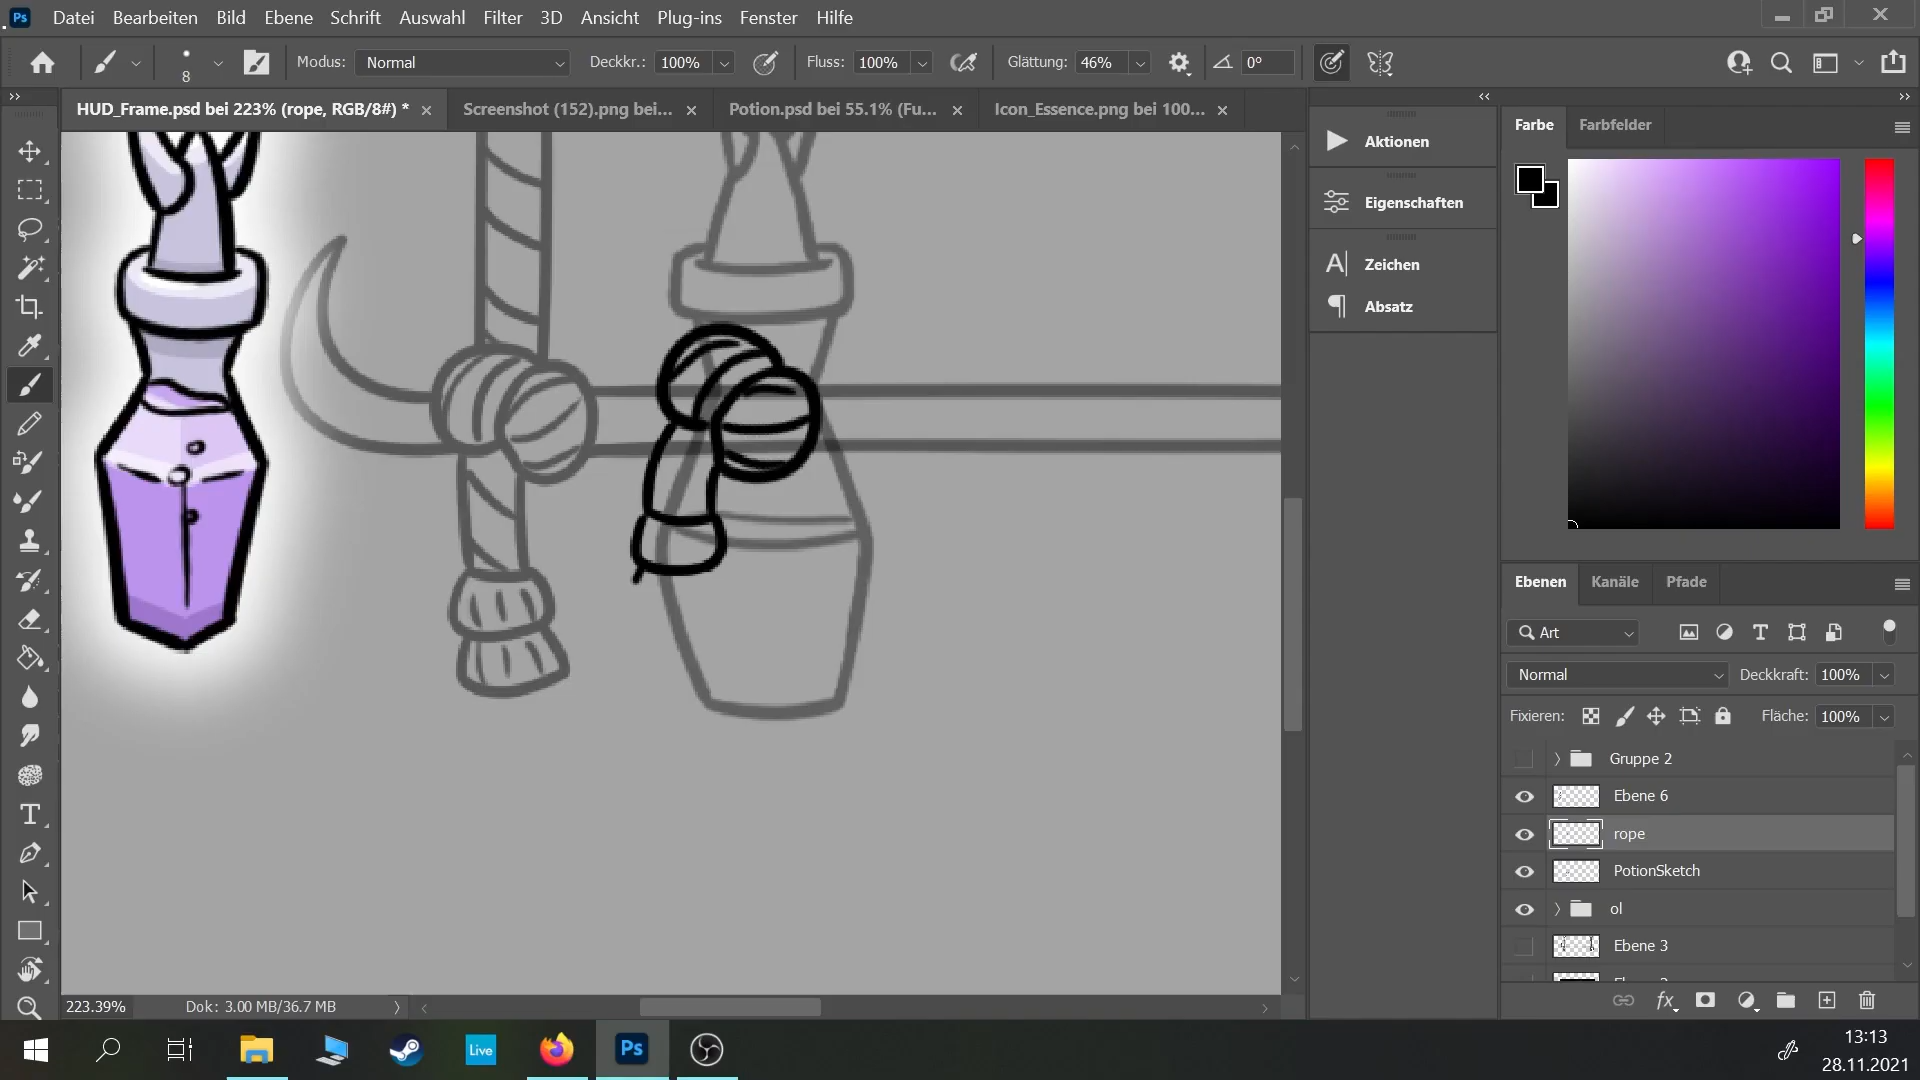 Ps Datei Bearbeiten Bild Ebene Schrift Auswahl Filter 3D Ansicht Plug-ins Fenster Hilfe
8 Modus: Normal Deckkr.: 100% Fluss: 100% Glättung: 46% 0°
HUD_Frame.psd bei 223% (rope, RGB/8#) * Screenshot (152).png bei... Potion.psd bei 55.1% (Fu... Icon_Essence.png bei 100...
Aktionen
Eigenschaften
Zeichen
Absatz
Farbe Farbfelder
Ebenen Kanäle Pfade
Art
Normal Deckkraft: 100%
Fixieren: Fläche: 100%
Gruppe 2
Ebene 6
rope
PotionSketch
ol
Ebene 3
fx
223.39% Dok: 3.00 MB/36.7 MB
Live Ps
13:13
28.11.2021